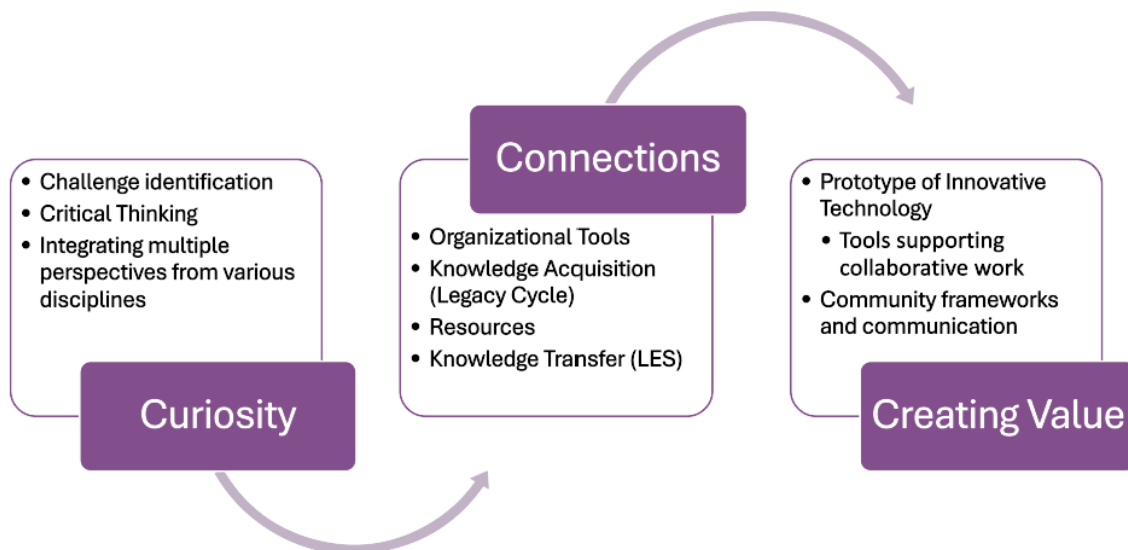 • Challenge identification
• Critical Thinking
• Integrating multiple
perspectives from various
disciplines
Curiosity
Connections
• Organizational Tools
• Knowledge Acquisition
(Legacy Cycle)
• Resources
• Knowledge Transfer (LES)
• Prototype of Innovative
Technology
• Tools supporting
collaborative work
• Community frameworks
and communication
Creating Value